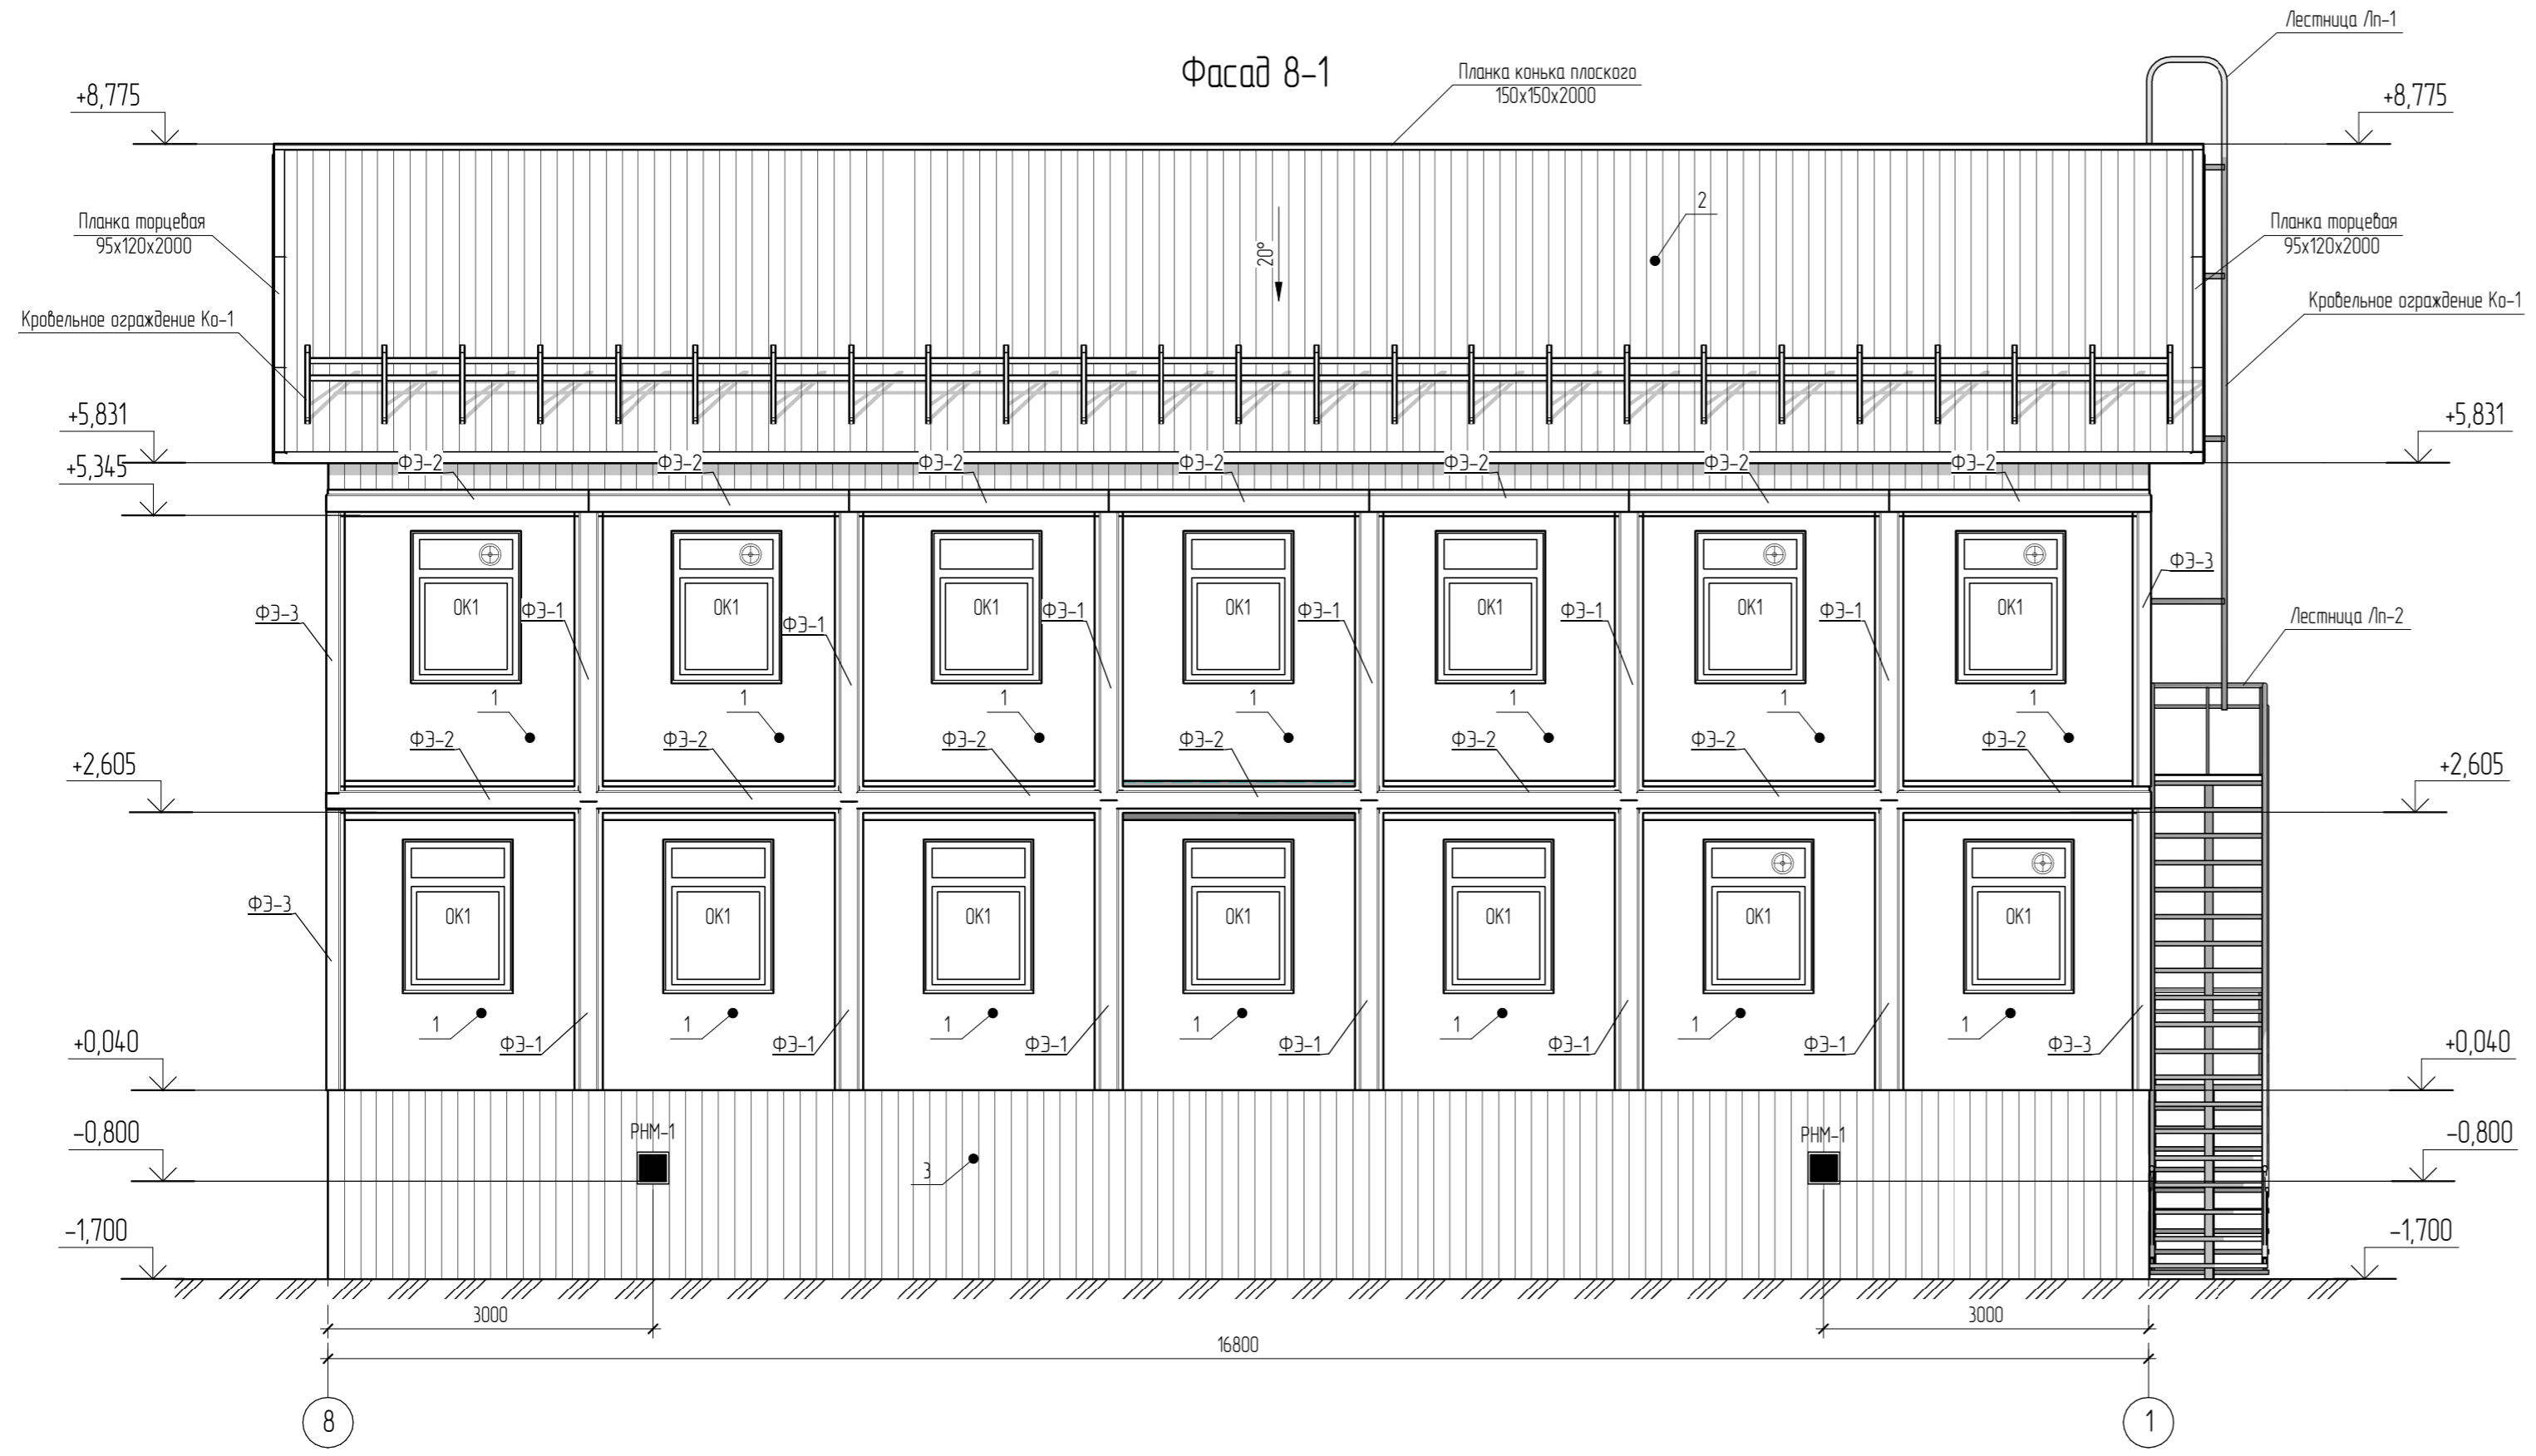 Лестница Лп-1
Фасад 8-1
Планка конька плоского
150х150х2000
+8,775
+8,775
2
Планка торцевая
95х120х2000
Планка торцевая
95х120х2000
20°
Кровельное ограждение Ко-1
Кровельное ограждение Ко-1
+5,831
+5,831
ФЭ-2 ФЭ-2 ФЭ-2 ФЭ-2 ФЭ-2 ФЭ-2 ФЭ-2
+5,345
ФЭ-3
ОК1 ОК1 ОК1 ОК1 ОК1 ОК1 ОК1
ФЭ-3 ФЭ-1 ФЭ-1 ФЭ-1 ФЭ-1 ФЭ-1 ФЭ-1
Лестница Лп-2
1 1 1 1 1 1 1
ФЭ-2 ФЭ-2 ФЭ-2 ФЭ-2 ФЭ-2 ФЭ-2 ФЭ-2
+2,605
+2,605
ФЭ-3
ОК1 ОК1 ОК1 ОК1 ОК1 ОК1 ОК1
1 1 1 1 1 1 1
ФЭ-1 ФЭ-1 ФЭ-1 ФЭ-1 ФЭ-1 ФЭ-1 ФЭ-3
+0,040
+0,040
-0,800
РНМ-1
РНМ-1
-0,800
3
-1,700
-1,700
3000
3000
16800
8
1